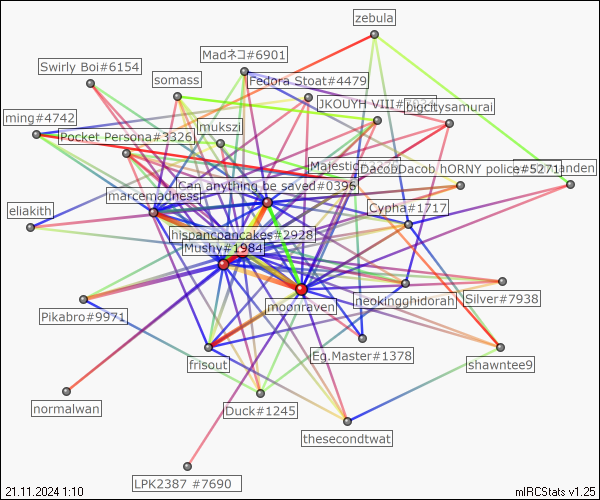 zebula
Madネコ#6901
Swirly Boi#6154
somass
Fedora Stoat#4479
JKOUYH VIII#
bigcitysamurai
ming#4742
mukszi
Pocket Persona#3326
Majestic
DacobDacob hORNY police#5271
anden
Can anything be saved#0396
marcemadness
eliakith
Cypha#1717
hispancpancakes#2928
Mushy#1984
moonraven
neokingghidorah
Silver#7938
Pikabro#9971
frisout
Eg.Master#1378
shawntee9
normalwan
Duck#1245
thesecondtwat
LPK2387 #7690
21.11.2024 1:10
mIRCStats v1.25